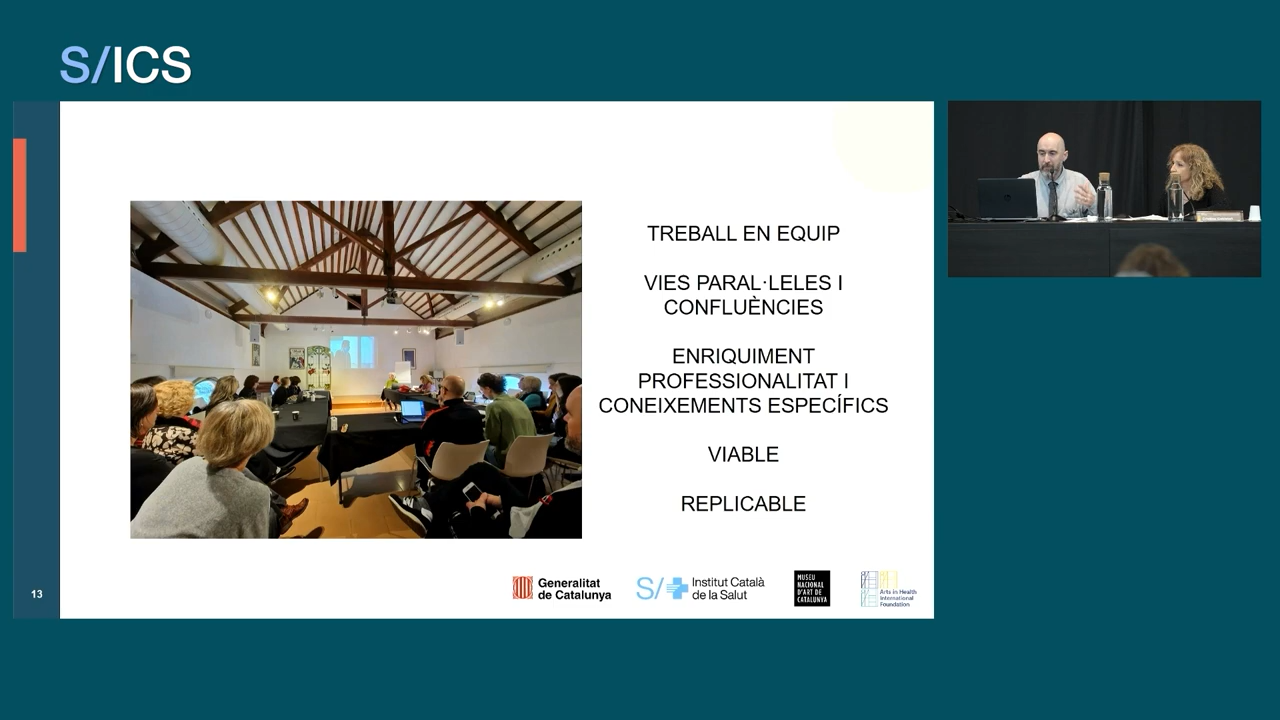 S/ICS
TREBALL EN EQUIP
VIES PARAL·LELES I
CONFLUÈNCIES
ENRIQUIMENT
PROFESSIONALITAT I
CONEIXEMENTS ESPECÍFICS
VIABLE
REPLICABLE
13
Generalitat
de Catalunya
S/
Institut Català
de la Salut
MUSEU
NACIONAL
D'ART DE
CATALUNYA
Arts in Health
International
Foundation